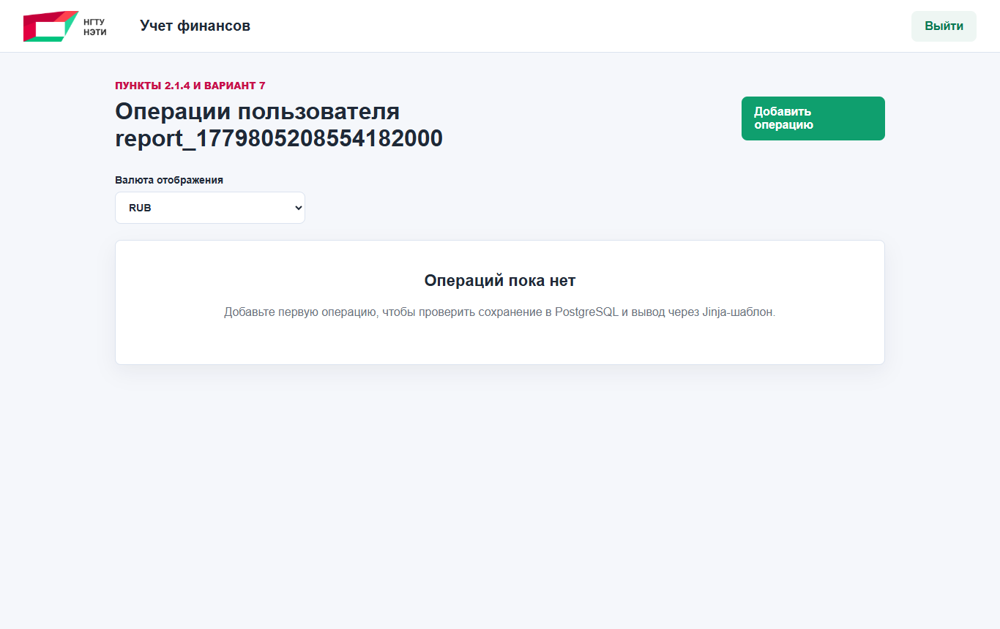 НГТУ
НЭТИ
Учет финансов
Выйти
ПУНКТЫ 2.1.4 И ВАРИАНТ 7
Операции пользователя
report_1779805208554182000
Добавить
операцию
Валюта отображения
RUB
Операций пока нет
Добавьте первую операцию, чтобы проверить сохранение в PostgreSQL и вывод через Jinja-шаблон.